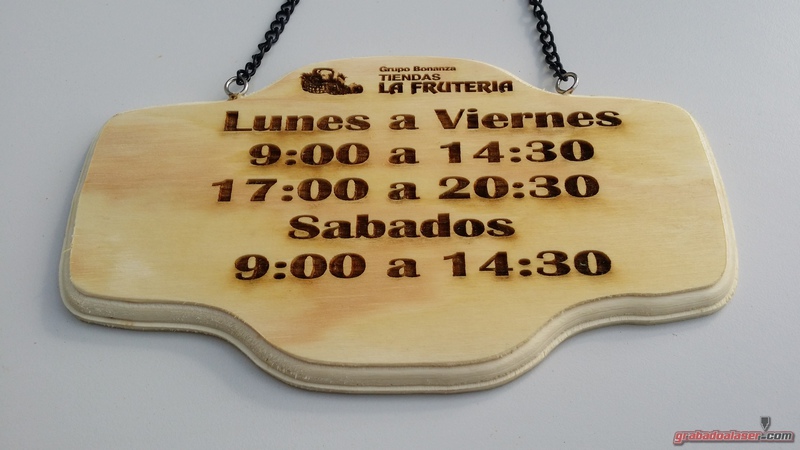 Grupo Bonanza
TIENDAS
LA FRUTERIA
Lunes a Viernes
9:00 a 14:30
17:00 a 20:30
Sabados
9:00 a 14:30
grabadoalaser.com